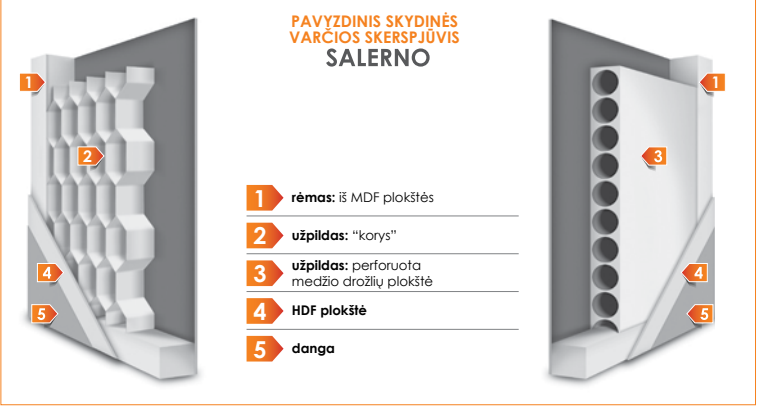 PAVYZDINIS SKYDINĖS
VARČIOS SKERSPJŪVIS
SALERNO
1
2
4
5
1 rėmas: iš MDF plokštės
2 užpildas: “korys”
3 užpildas: perforuota
medžio drožlių plokštė
4 HDF plokštė
5 danga
1
3
4
5